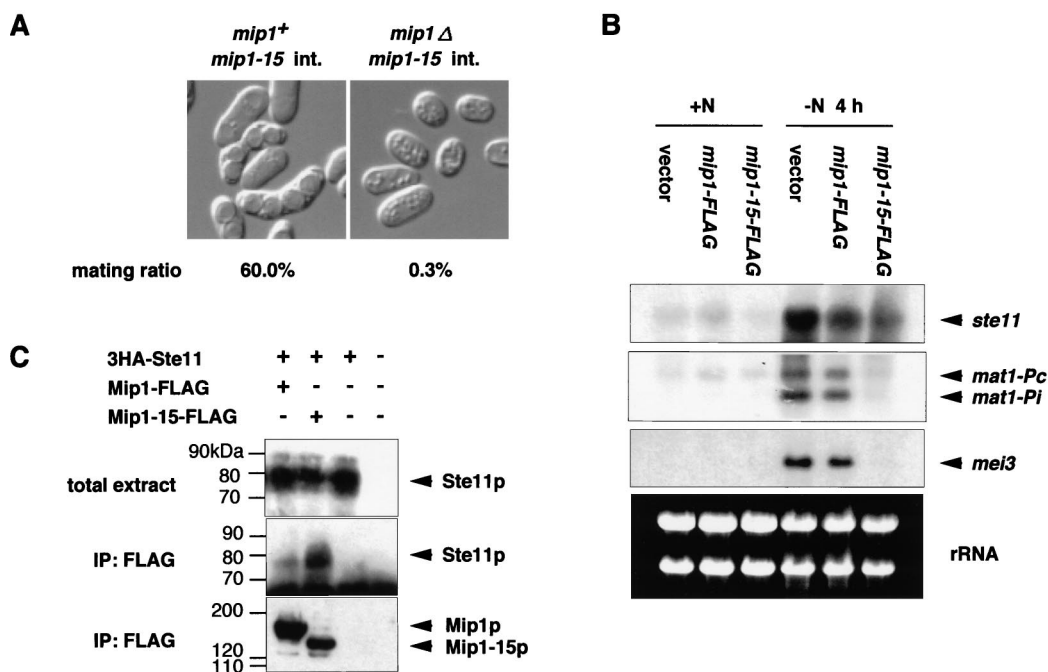 A
mip1+ mip1Δ
mip1-15 int. mip1-15 int.
mating ratio 60.0% 0.3%
B
+N -N 4 h
vector mip1-FLAG mip1-15-FLAG vector mip1-FLAG mip1-15-FLAG
ste11
mat1-Pc
mat1-Pi
mei3
rRNA
C
3HA-Ste11 + + + -
Mip1-FLAG + - - -
Mip1-15-FLAG - + - -
90kDa
80
70
total extract
Ste11p
90
80
70
IP: FLAG
Ste11p
200
120
110
IP: FLAG
Mip1p
Mip1-15p